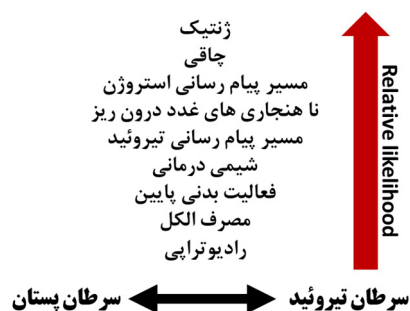 ژنتیک
چاقی
مسیر پیام رسانی استروژن
نا هنجاری های غدد درون ریز
مسیر پیام رسانی تیروئید
شیمی درمانی
فعالیت بدنی پایین
مصرف الکل
رادیوتراپی
Relative likelihood
سرطان تیروئید
سرطان پستان